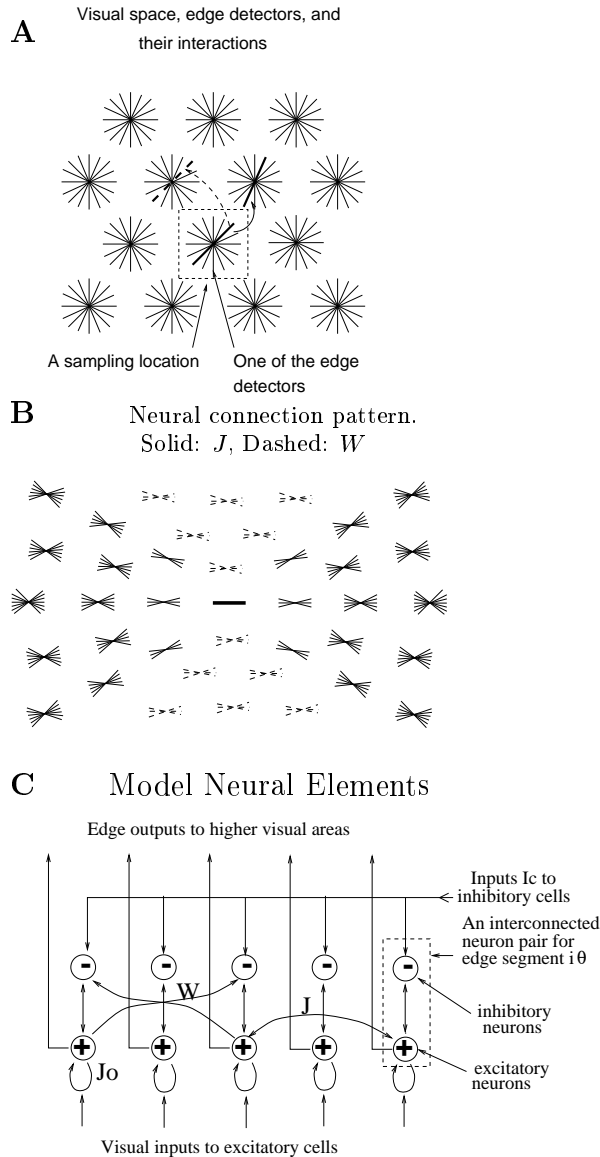 A
Visual space, edge detectors, and
their interactions
A sampling location
One of the edge
detectors
B
Neural connection pattern.
Solid: J, Dashed: W
C
Model Neural Elements
Edge outputs to higher visual areas
Inputs Ic to
inhibitory cells
An interconnected
neuron pair for
edge segment i θ
- - - - -
W
J
inhibitory
neurons
+ + + + +
Jo
excitatory
neurons
Visual inputs to excitatory cells